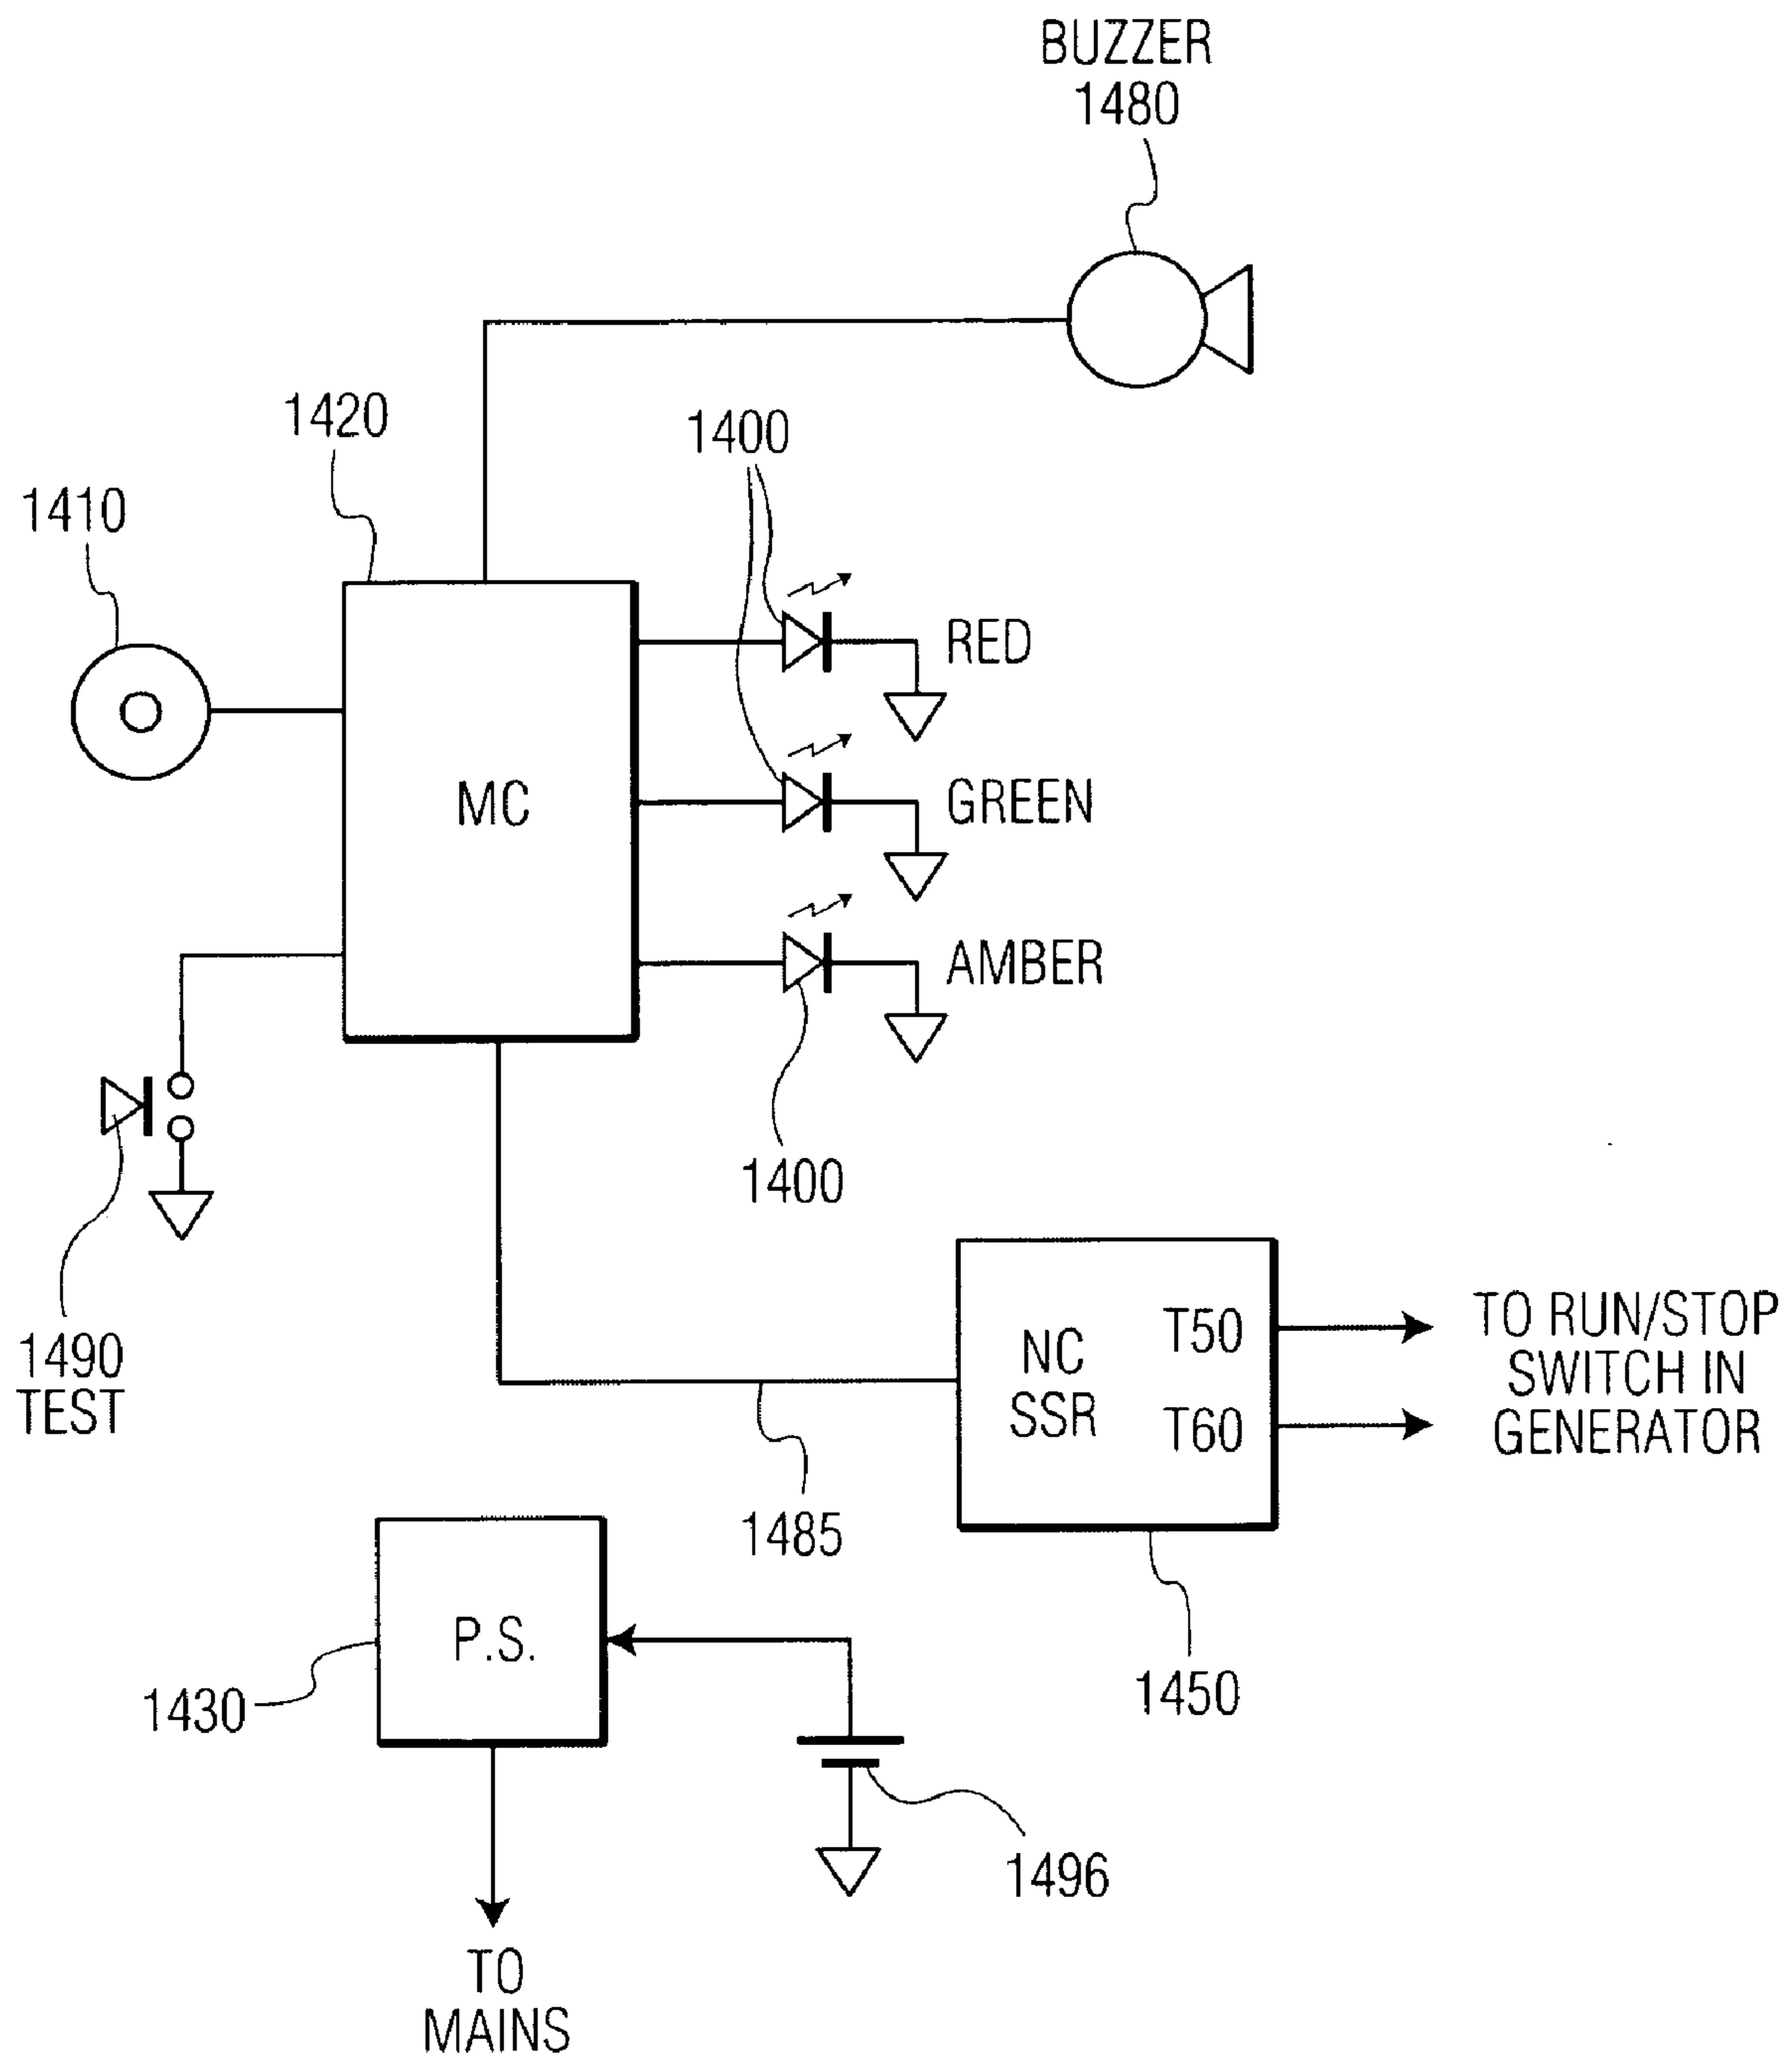 BUZZER
1480
1420
1400
1410
RED
MC
GREEN
AMBER
1400
1490
TEST
NC
SSR
T50
T60
TO RUN/STOP
SWITCH IN
GENERATOR
1485
P.S.
1430
1450
1496
TO
MAINS